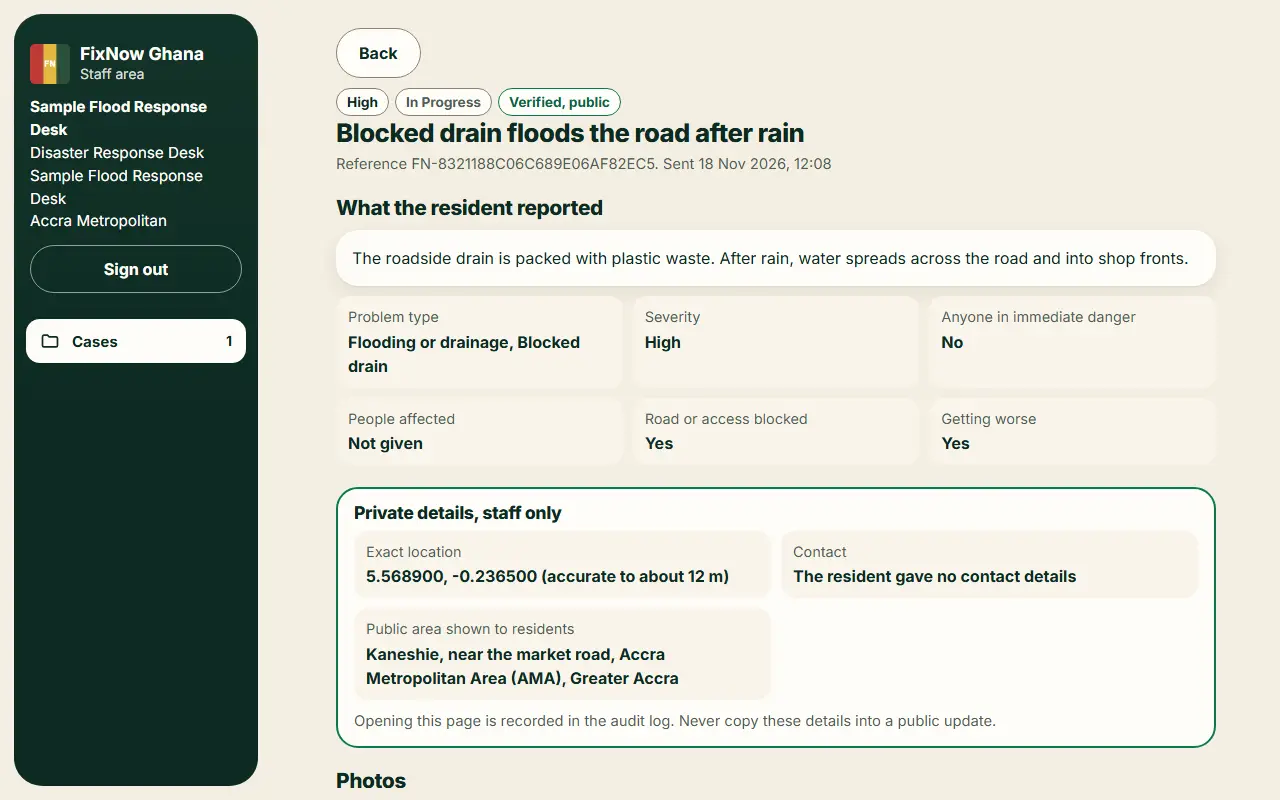 FN
FixNow Ghana
Staff area
Sample Flood Response
Desk
Disaster Response Desk
Sample Flood Response
Desk
Accra Metropolitan
Sign out
Cases 1
Back
High In Progress Verified, public
Blocked drain floods the road after rain
Reference FN-8321188C06C689E06AF82EC5. Sent 18 Nov 2026, 12:08
What the resident reported
The roadside drain is packed with plastic waste. After rain, water spreads across the road and into shop fronts.
Problem type
Flooding or drainage, Blocked
drain
Severity
High
Anyone in immediate danger
No
People affected
Not given
Road or access blocked
Yes
Getting worse
Yes
Private details, staff only
Exact location
5.568900, -0.236500 (accurate to about 12 m)
Contact
The resident gave no contact details
Public area shown to residents
Kaneshie, near the market road, Accra
Metropolitan Area (AMA), Greater Accra
Opening this page is recorded in the audit log. Never copy these details into a public update.
Photos